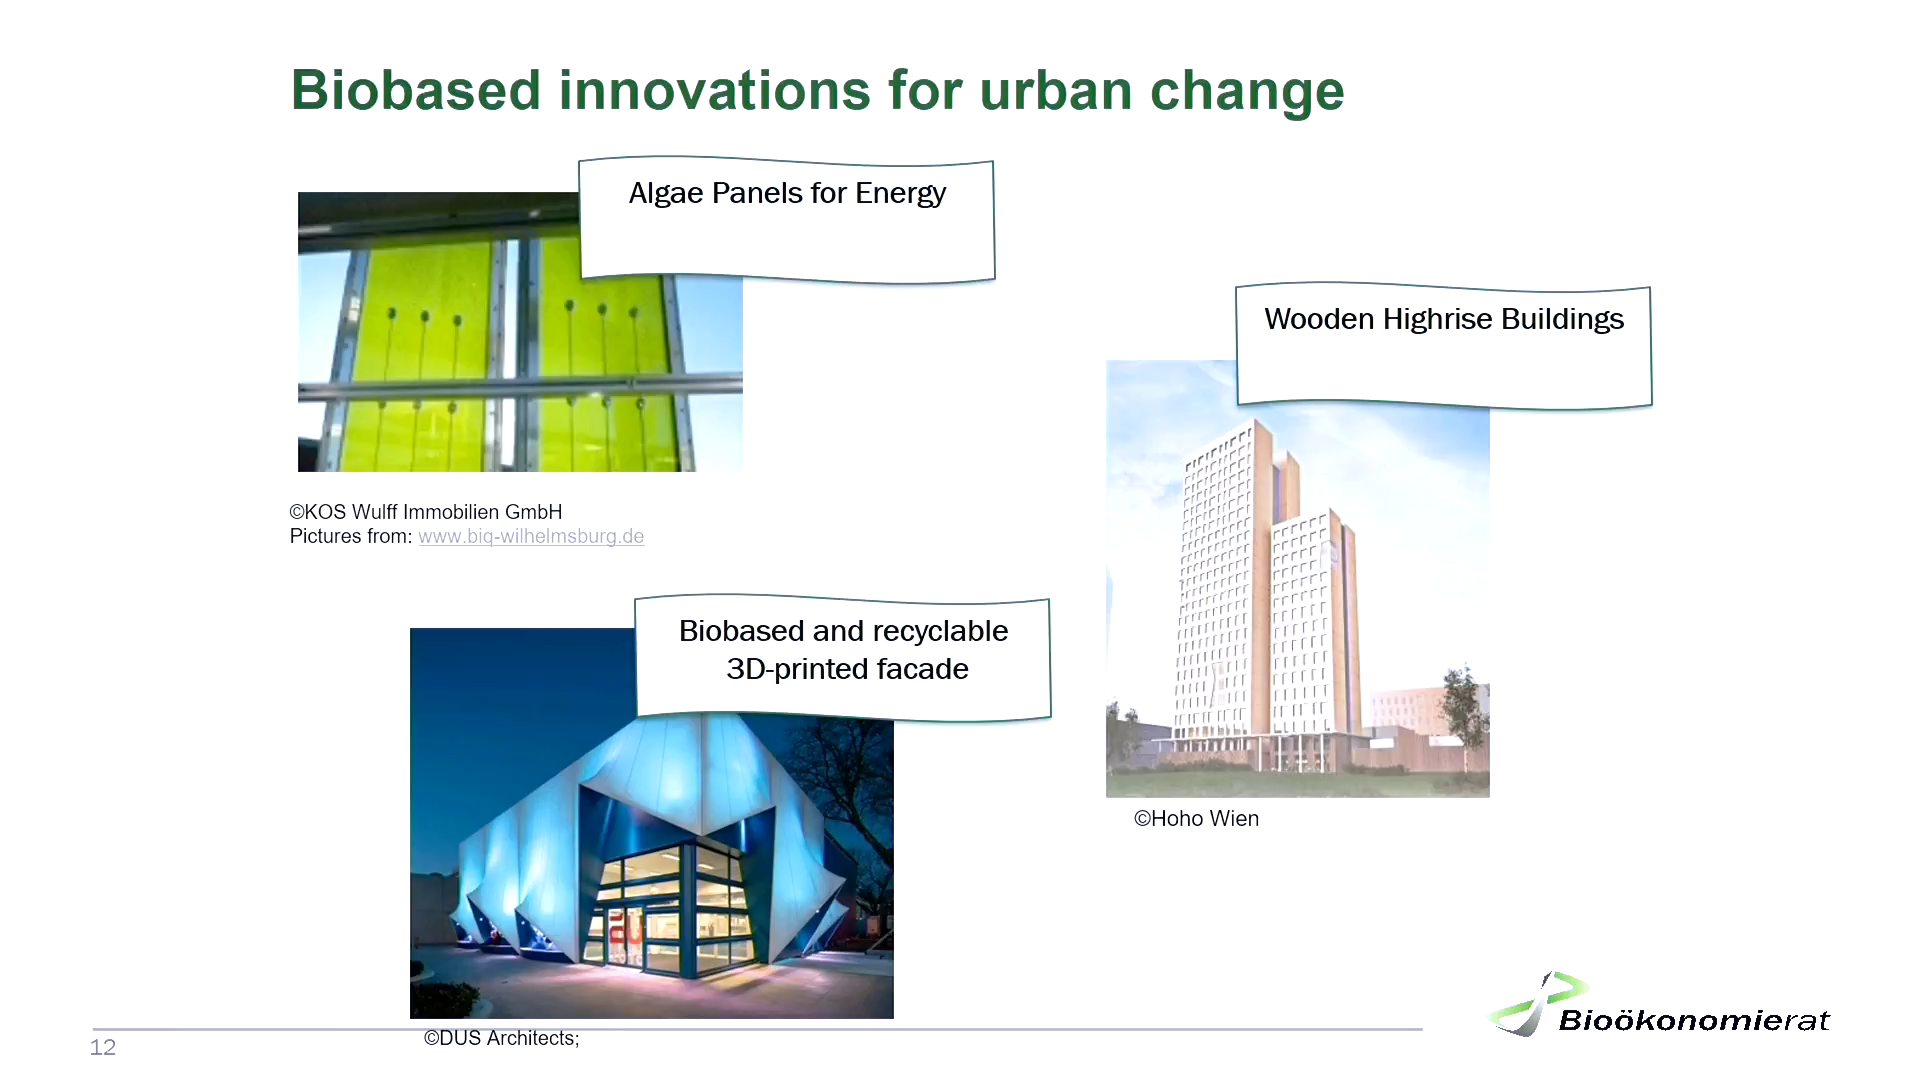 Biobased innovations for urban change
Algae Panels for Energy
Wooden Highrise Buildings
©KOS Wulff Immobilien GmbH
Pictures from: www.biq-wilhelmsburg.de
Biobased and recyclable
3D-printed facade
©Hoho Wien
©DUS Architects;
Bioökonomierat
12